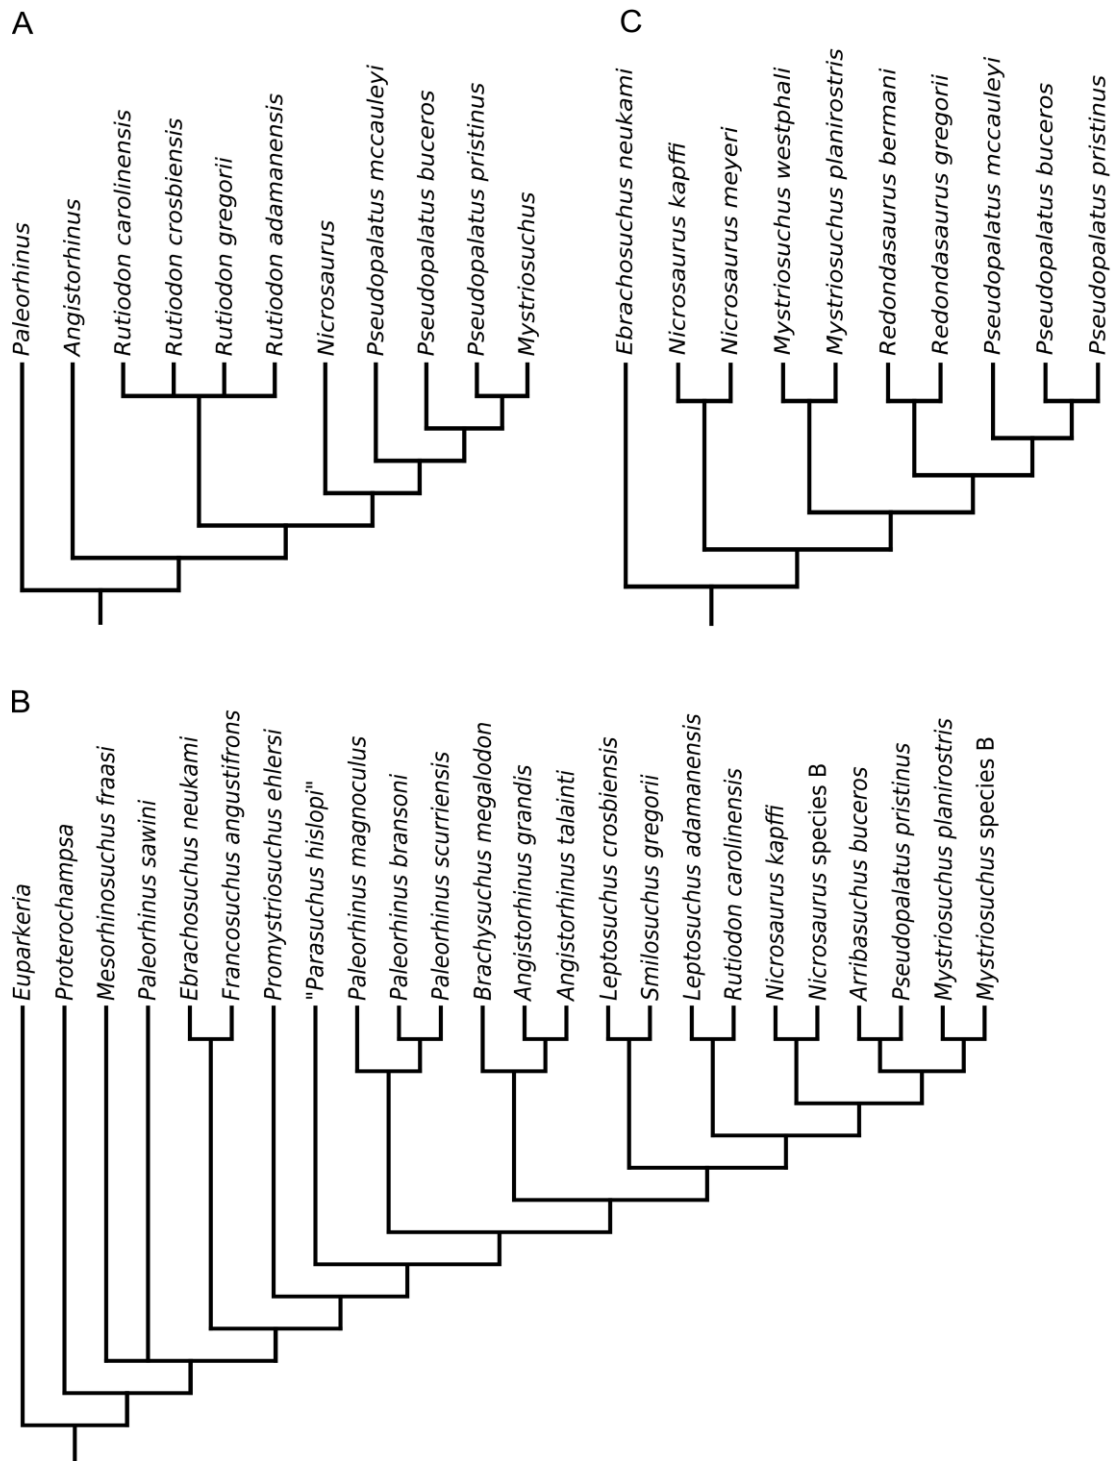 A
Paleorhinus
Angistorhinus
Rutiodon carolinensis
Rutiodon crosbiensis
Rutiodon gregorii
Rutiodon adamanensis
Nicrosaurus
Pseudopalatus mccauleyi
Pseudopalatus buceros
Pseudopalatus pristinus
Mystriosuchus
C
Ebrachosuchus neukami
Nicrosaurus kapffi
Nicrosaurus meyeri
Mystriosuchus westphali
Mystriosuchus planirostris
Redondasaurus bermani
Redondasaurus gregorii
Pseudopalatus mccauleyi
Pseudopalatus buceros
Pseudopalatus pristinus
B
Euparkeria
Proterochampsa
Mesorhinosuchus fraasi
Paleorhinus sawini
Ebrachosuchus neukami
Francosuchus angustifrons
Promystriosuchus ehlersi
"Parasuchus hislopi"
Paleorhinus magnoculus
Paleorhinus bransoni
Paleorhinus scurriensis
Brachysuchus megalodon
Angistorhinus grandis
Angistorhinus talainti
Leptosuchus crosbiensis
Smilosuchus gregorii
Leptosuchus adamanensis
Rutiodon carolinensis
Nicrosaurus kapffi
Nicrosaurus species B
Arribasuchus buceros
Pseudopalatus pristinus
Mystriosuchus planirostris
Mystriosuchus species B